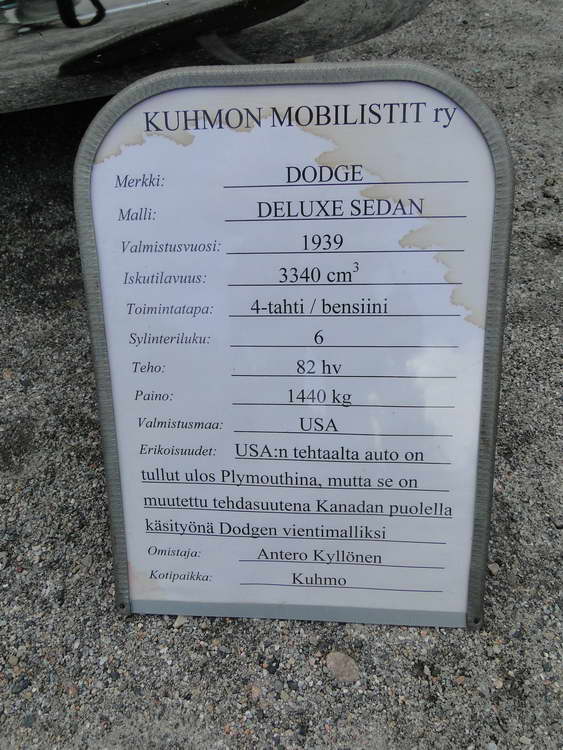 KUHMON MOBILISTIT ry
Merkki: DODGE
Malli: DELUXE SEDAN
Valmistusvuosi: 1939
Iskutilavuus: 3340 cm³
Toimintatapa: 4-tahti / bensiini
Sylinteriluku: 6
Teho: 82 hv
Paino: 1440 kg
Valmistusmaa: USA
Erikoisuudet: USA:n tehtaalta auto on
tullut ulos Plymouthina, mutta se on
muutettu tehdasuutena Kanadan puolella
käsityönä Dodgen vientimalliksi
Omistaja: Antero Kyllönen
Kotipaikka: Kuhmo